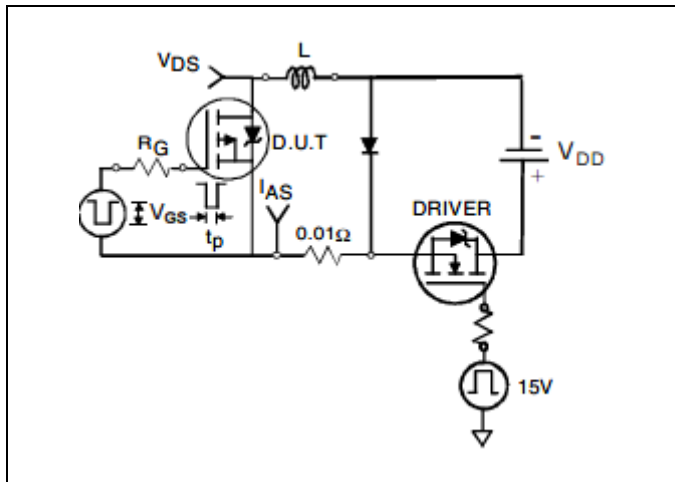 L
VDS
-
VDD
+
RG
D.U.T
IAS
VGS
tp
0.01Ω
DRIVER
15V